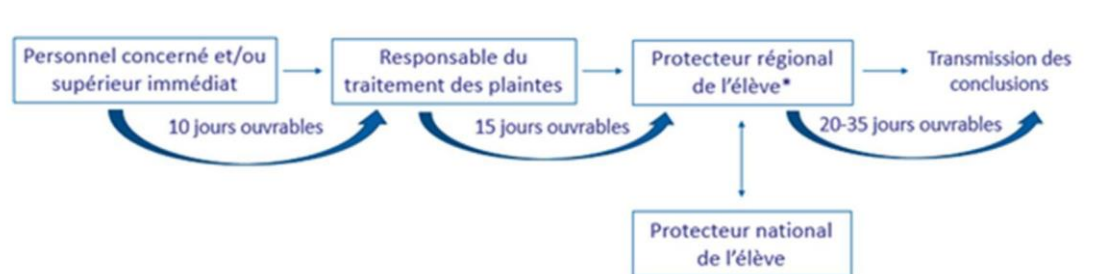 Personnel concerné et/ou
supérieur immédiat
Responsable du
traitement des plaintes
Protecteur régional
de l'élève*
Transmission des
conclusions
10 jours ouvrables
15 jours ouvrables
20-35 jours ouvrables
Protecteur national
de l'élève